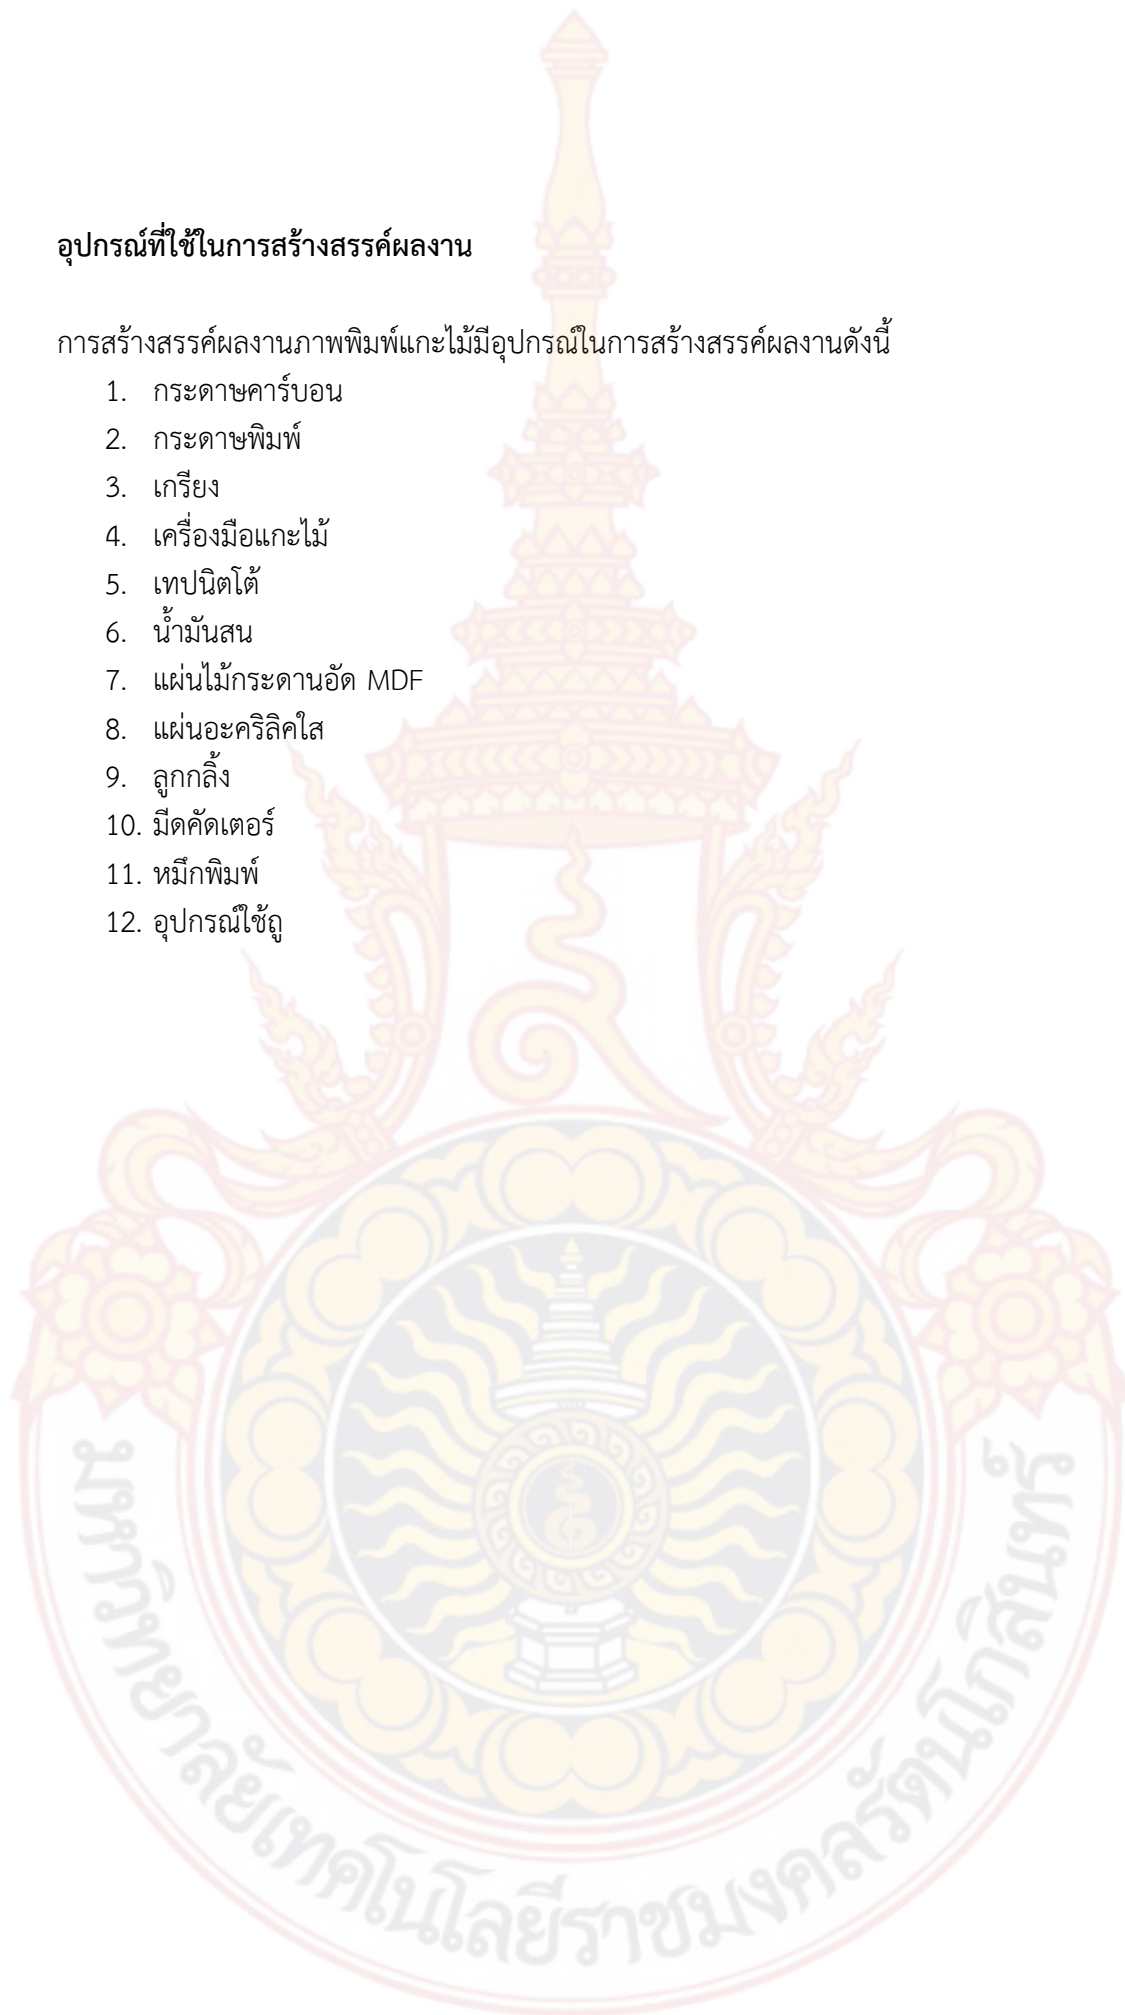 อุปกรณ์ที่ใช้ในการสร้างสรรค์ผลงาน
การสร้างสรรค์ผลงานภาพพิมพ์แกะไม้มีอุปกรณ์ในการสร้างสรรค์ผลงานดังนี้
1. กระดาษคาร์บอน
2. กระดาษพิมพ์
3. เกรียง
4. เครื่องมือแกะไม้
5. เทปนิตโต้
6. น้ำมันสน
7. แผ่นไม้กระดานอัด MDF
8. แผ่นอะคริลิคใส
9. ลูกกลิ้ง
10. มีดคัดเตอร์
11. หมึกพิมพ์
12. อุปกรณ์ใช้ถู
มหาวิทยาลัยเทคโนโลยีราชมงคลรัตนโกสินทร์